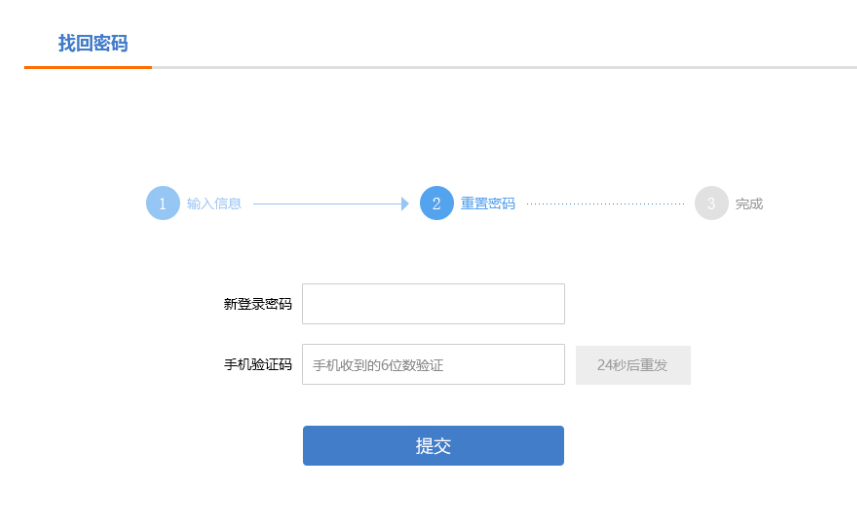 找回密码
1 输入信息 2 重置密码 3 完成
新登录密码
手机验证码 手机收到的6位数验证 24秒后重发
提交